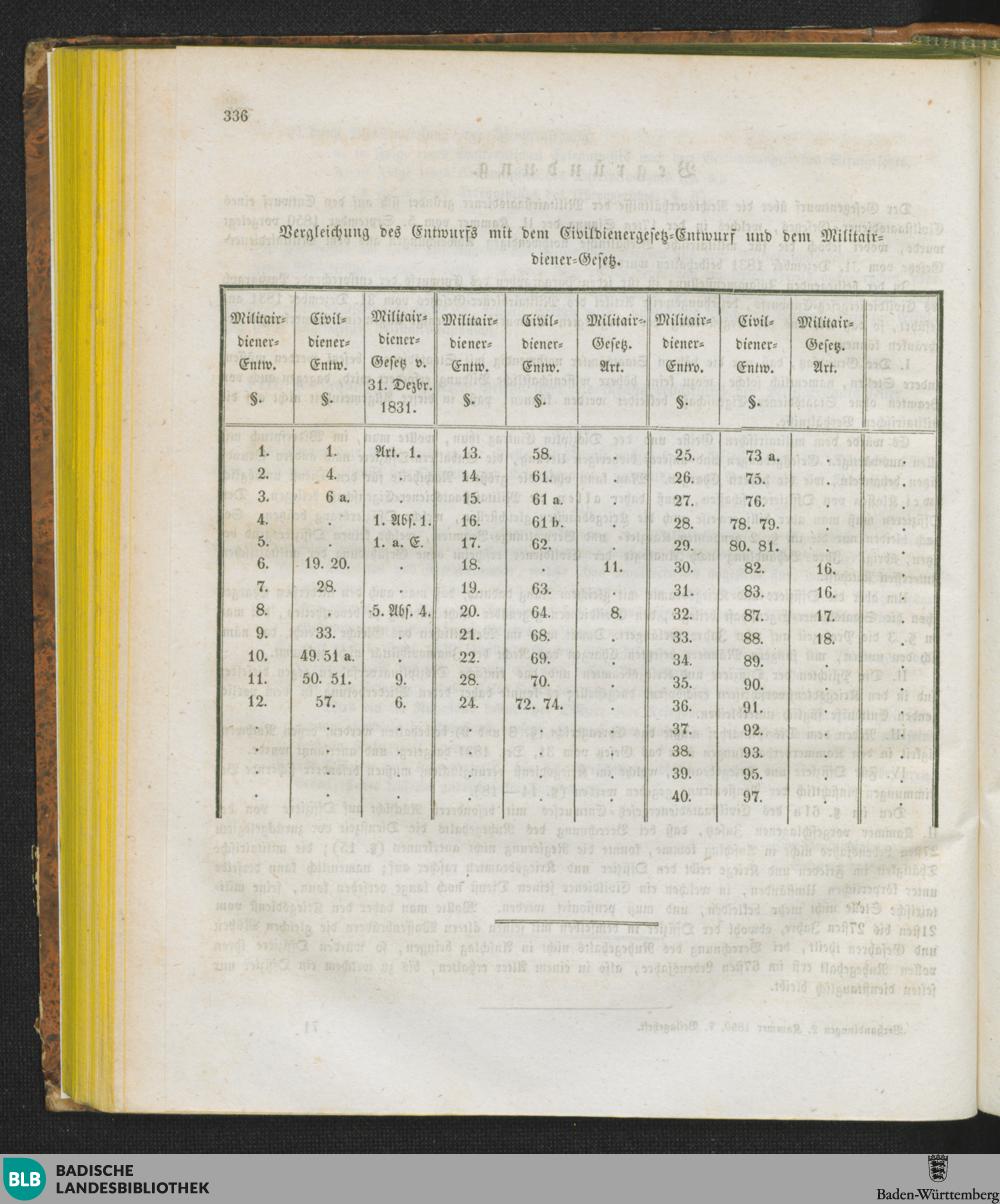 336
Vergleichung des Entwurfs mit dem Civildienergesetz-Entwurf und dem Militair-
diener-Gesetz.
Militair- Civil- Militair- Militair- Civil- Militair- Militair- Civil- Militair-
diener- diener- diener- diener- diener- Gesetz. diener- diener- Gesetz.
Entw. Entw. Gesetz v. Entw. Entw. Art. Entw. Entw. Art.
§. §. 31. Dezbr. §. §. §. §.
1831.
1. 1. Art. 1. 13. 58. . 25. 73 a. . .
2. 4. . 14. 61. . 26. 75. . .
3. 6 a. . 15. 61 a. . 27. 76. . .
4. . 1. Abs. 1. 16. 61 b. . 28. 78. 79. . .
5. . 1. a. E. 17. 62. . 29. 80. 81. . .
6. 19. 20. . 18. . 11. 30. 82. 16. .
7. 28. . 19. 63. . 31. 83. 16. .
8. . 5. Abs. 4. 20. 64. 8. 32. 87. 17. .
9. 33. . 21. 68. . 33. 88. 18. .
10. 49. 51 a. . 22. 69. . 34. 89. . .
11. 50. 51. 9. 28. 70. . 35. 90. . .
12. 57. 6. 24. 72. 74. . 36. 91. . .
. . . . . . 37. 92. . .
. . . . . . 38. 93. . .
. . . . . . 39. 95. . .
. . . . . . 40. 97. . .
BLB BADISCHE
LANDESBIBLIOTHEK
Baden-Württemberg